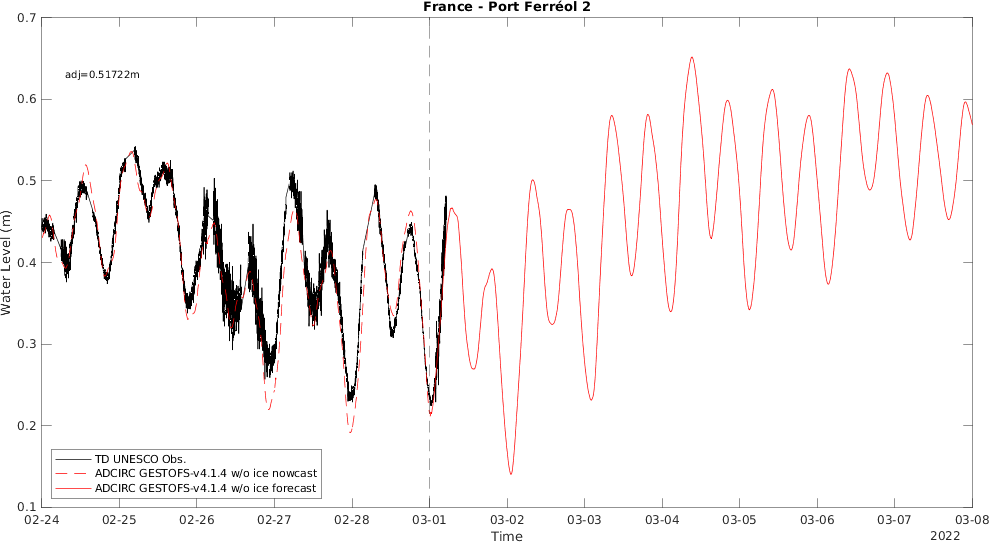 France - Port Ferréol 2
0.7
adj=0.51722m
0.6
0.5
0.4
0.3
0.2
0.1
Water Level (m)
TD UNESCO Obs.
ADCIRC GESTOFS-v4.1.4 w/o ice nowcast
ADCIRC GESTOFS-v4.1.4 w/o ice forecast
02-24 02-25 02-26 02-27 02-28 03-01 03-02 03-03 03-04 03-05 03-06 03-07 03-08
Time
2022